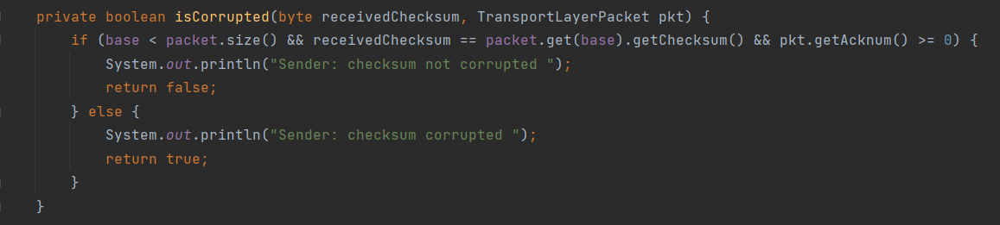 private boolean isCorrupted(byte receivedChecksum, TransportLayerPacket pkt) {
if (base < packet.size() && receivedChecksum == packet.get(base).getChecksum() && pkt.getAcknum() >= 0) {
System.out.println("Sender: checksum not corrupted ");
return false;
} else {
System.out.println("Sender: checksum corrupted ");
return true;
}
}